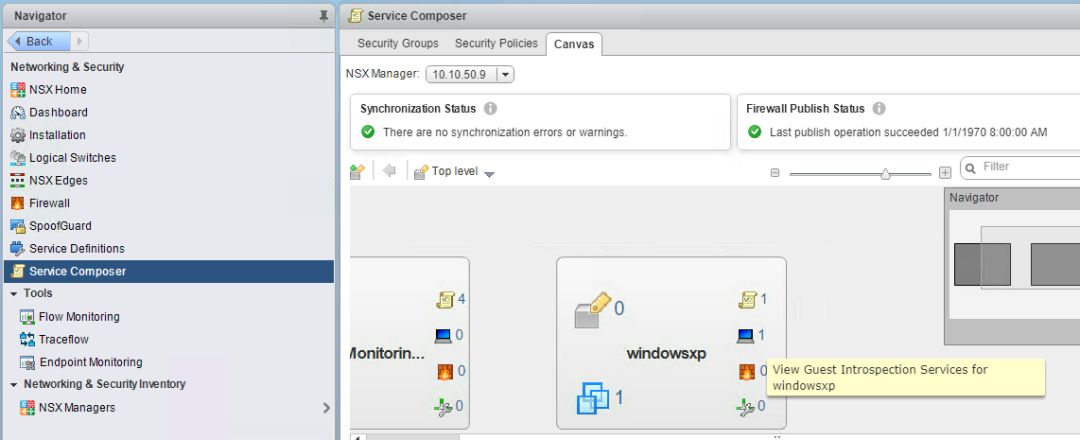 Navigator
Back
Networking & Security
NSX Home
Dashboard
Installation
Logical Switches
NSX Edges
Firewall
SpoofGuard
Service Definitions
Service Composer
Tools
Flow Monitoring
Traceflow
Endpoint Monitoring
Networking & Security Inventory
NSX Managers
Service Composer
Security Groups Security Policies Canvas
NSX Manager: 10.10.50.9
Synchronization Status
There are no synchronization errors or warnings.
Firewall Publish Status
Last publish operation succeeded 1/1/1970 8:00:00 AM
Top level
Filter
Navigator
4
0
Monitorin...
0
0
0
1
1
windowsxp
0
1
0
View Guest Introspection Services for
windowsxp